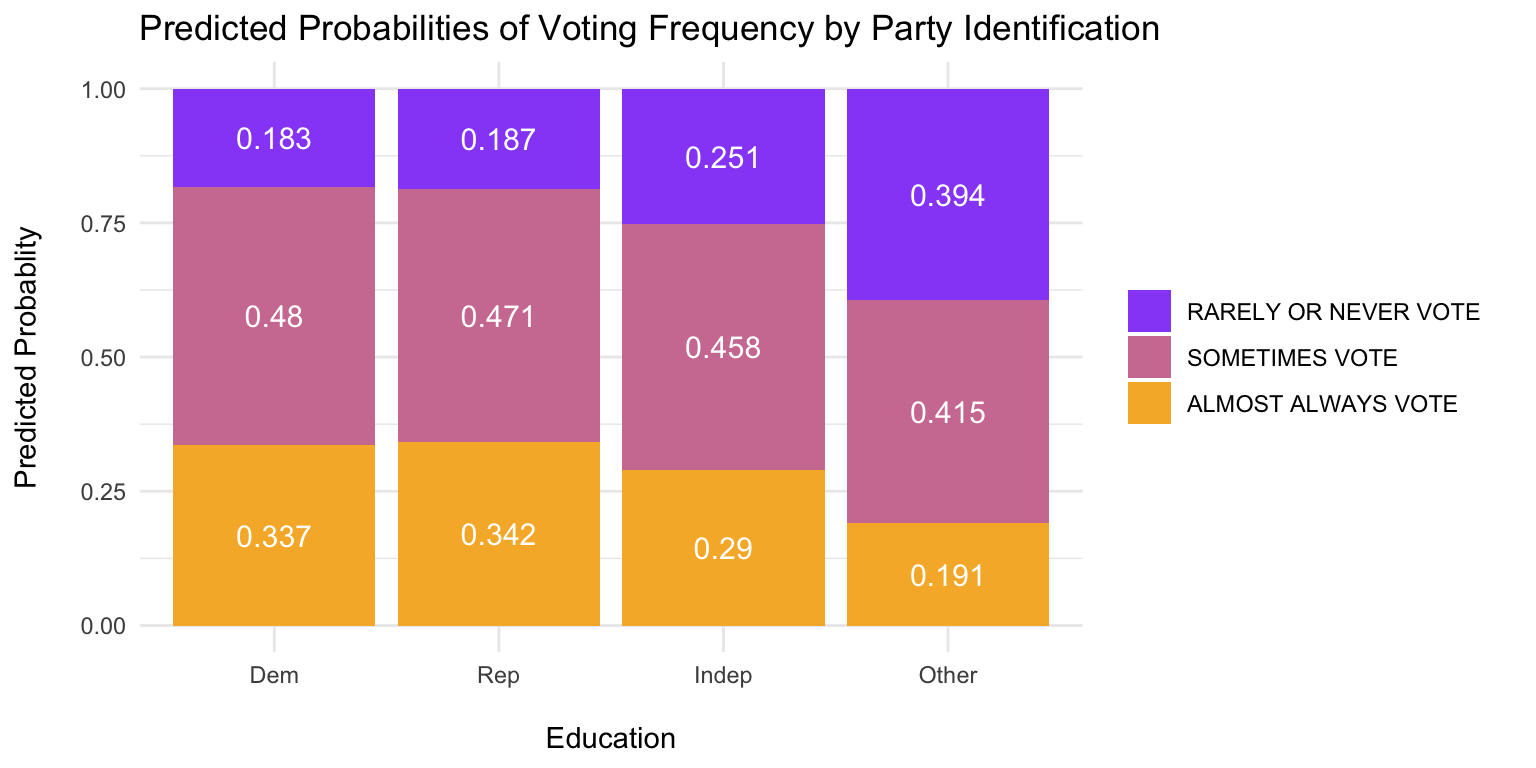 Predicted Probabilities of Voting Frequency by Party Identification
Predicted Probablity
1.00
0.75
0.50
0.25
0.00
0.183
0.187
0.251
0.394
0.48
0.471
0.458
0.415
0.337
0.342
0.29
0.191
Dem
Rep
Indep
Other
Education
RARELY OR NEVER VOTE
SOMETIMES VOTE
ALMOST ALWAYS VOTE